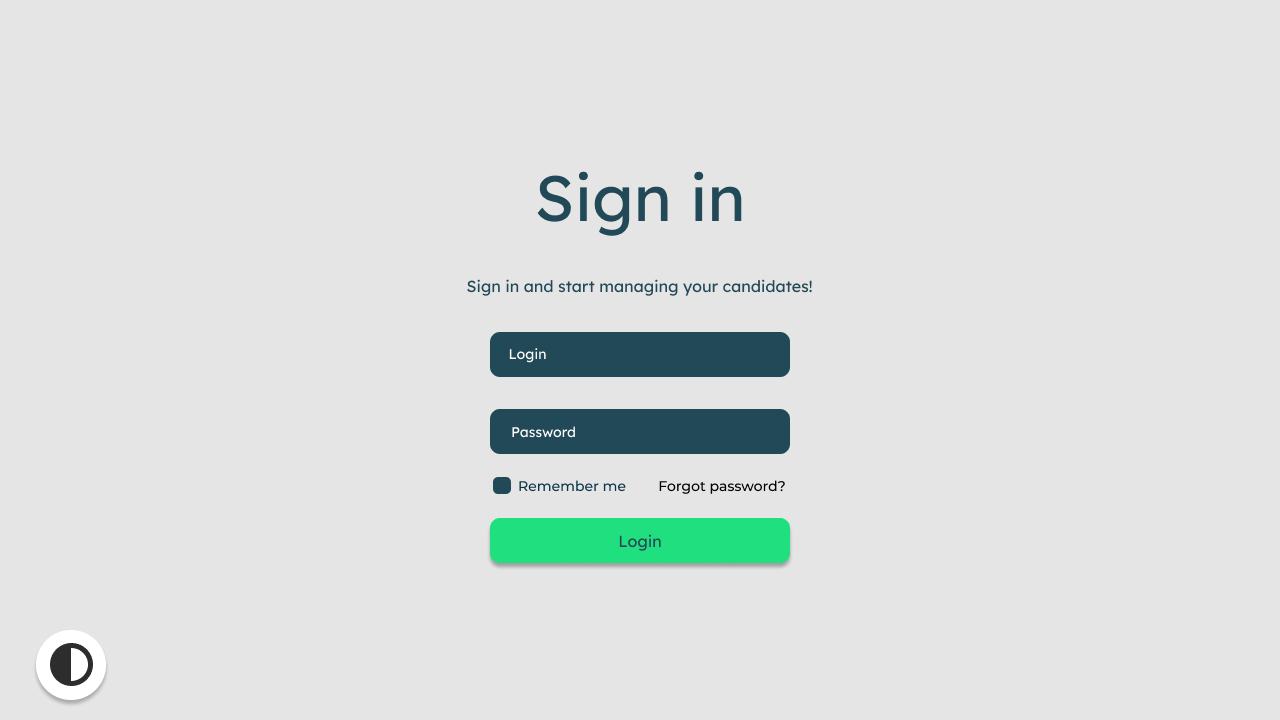 Sign in
Sign in and start managing your candidates!
Login
Password
Remember me
Forgot password?
Login